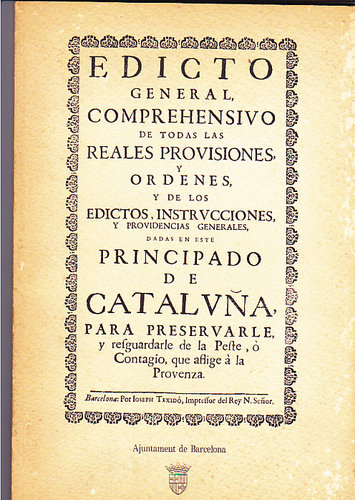 EDICTO
GENERAL,
COMPREHENSIVO
DE TODAS LAS
REALES PROVISIONES,
Y
ORDENES,
Y DE LOS
EDICTOS, INSTRVCCIONES,
Y PROVIDENCIAS GENERALES,
DADAS EN ESTE
PRINCIPADO
DE
CATALVÑA,
PARA PRESERVARLE,
y reſguardarle de la Peſte, ò
Contagio, que aflige à la
Provenza.
Barcelona: Por IOSEPH TEXIDÓ, Impreſſor del Rey N. Señor.
Ajuntament de Barcelona